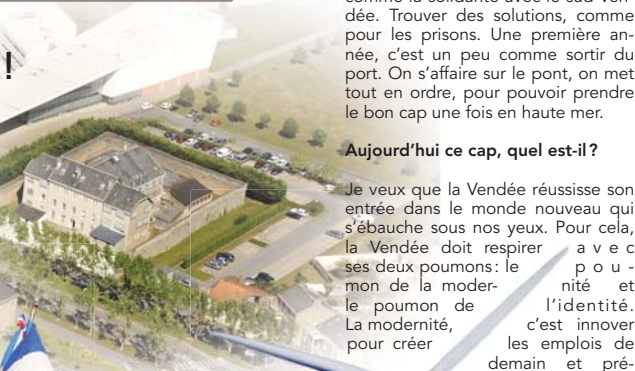 !
comme la solidarité avec le sud Ven-
dée. Trouver des solutions, comme
pour les prisons. Une première an-
née, c'est un peu comme sortir du
port. On s'affaire sur le pont, on met
tout en ordre, pour pouvoir prendre
le bon cap une fois en haute mer.
Aujourd'hui ce cap, quel est-il ?
Je veux que la Vendée réussisse son
entrée dans le monde nouveau qui
s'ébauche sous nos yeux. Pour cela,
la Vendée doit respirer avec
ses deux poumons : le pou-
mon de la moder- nité et
le poumon de l'identité.
La modernité, c'est innover
pour créer les emplois de
demain et pré-